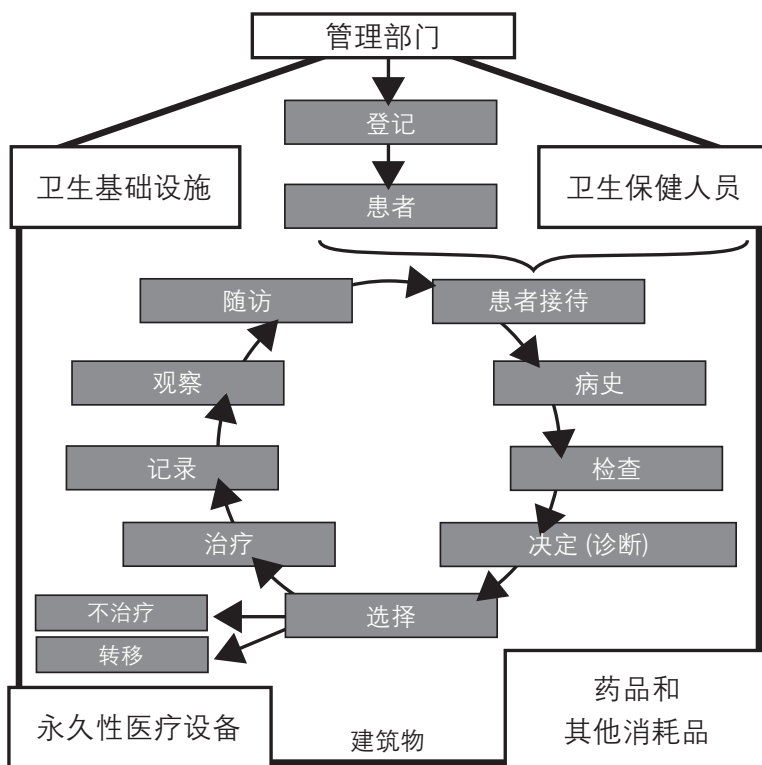 管理部门
登记
卫生基础设施
卫生保健人员
患者
随访
患者接待
观察
病史
记录
检查
治疗
决定 (诊断)
不治疗
选择
转移
药品和
其他消耗品
永久性医疗设备
建筑物